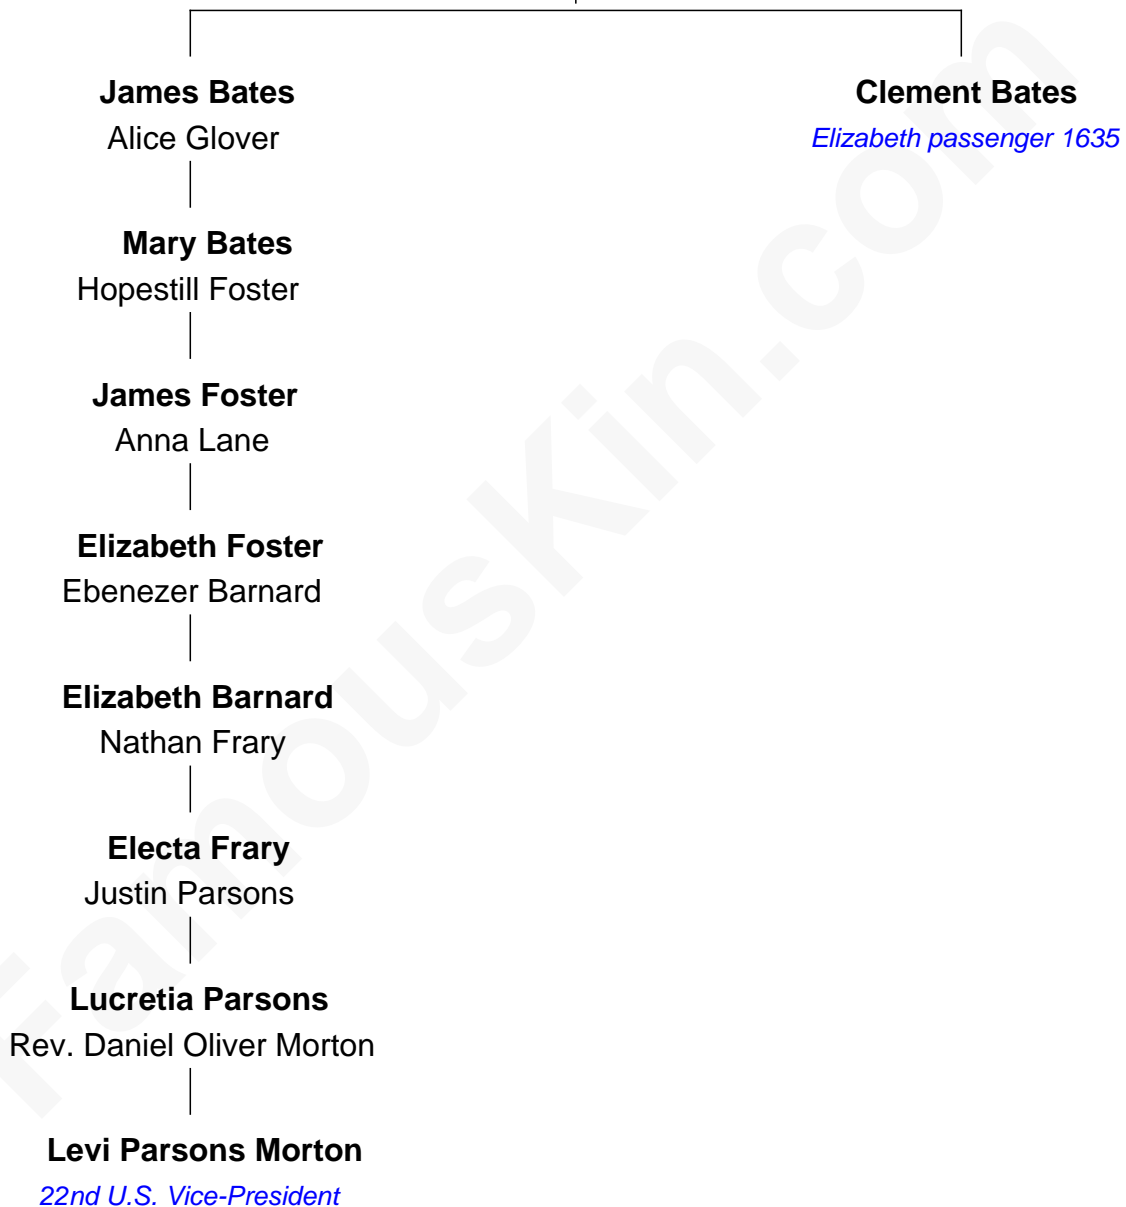 James Bates
Alice Glover
Clement Bates
Elizabeth passenger 1635
Mary Bates
Hopestill Foster
James Foster
Anna Lane
Elizabeth Foster
Ebenezer Barnard
Elizabeth Barnard
Nathan Frary
Electa Frary
Justin Parsons
Lucretia Parsons
Rev. Daniel Oliver Morton
Levi Parsons Morton
22nd U.S. Vice-President
FamousKin.com